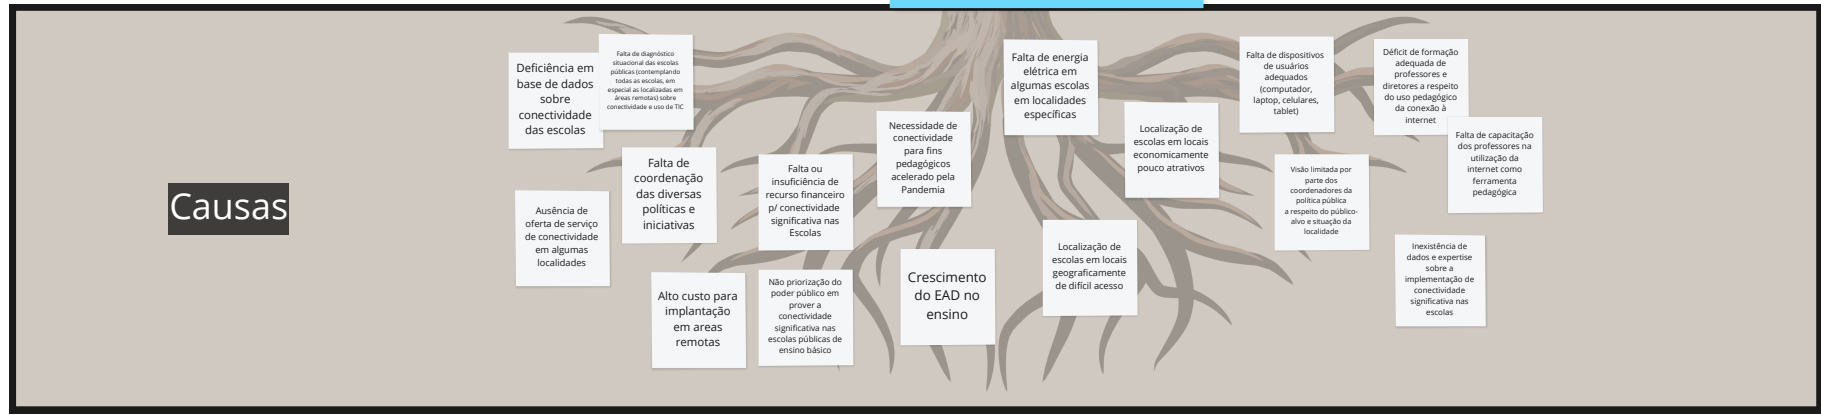 Causas
Deficiência em
base de dados
sobre
conectividade
das escolas
Falta de diagnóstico
situacional das escolas
públicas (contemplando
todas as escolas, em
especial as localizadas em
áreas remotas) sobre
conectividade e uso de TIC
Falta de
coordenação
das diversas
políticas e
iniciativas
Ausência de
oferta de serviço
de conectividade
em algumas
localidades
Alto custo para
implantação
em areas
remotas
Falta ou
insuficiência de
recurso financeiro
p/ conectividade
significativa nas
Escolas
Não priorização do
poder público em
prover a
conectividade
significativa nas
escolas públicas de
ensino básico
Necessidade de
conectividade
para fins
pedagógicos
acelerado pela
Pandemia
Crescimento
do EAD no
ensino
Falta de energia
elétrica em
algumas escolas
em localidades
específicas
Localização de
escolas em locais
economicamente
pouco atrativos
Localização de
escolas em locais
geograficamente
de difícil acesso
Falta de dispositivos
de usuários
adequados
(computador,
laptop, celulares,
tablet)
Visão limitada por
parte dos
coordenadores da
política pública
a respeito do público-
alvo e situação da
localidade
Déficit de formação
adequada de
professores e
diretores a respeito
do uso pedagógico
da conexão à
internet
Falta de capacitação
dos professores na
utilização da
internet como
ferramenta
pedagógica
Inexistência de
dados e expertise
sobre a
implementação de
conectividade
significativa nas
escolas